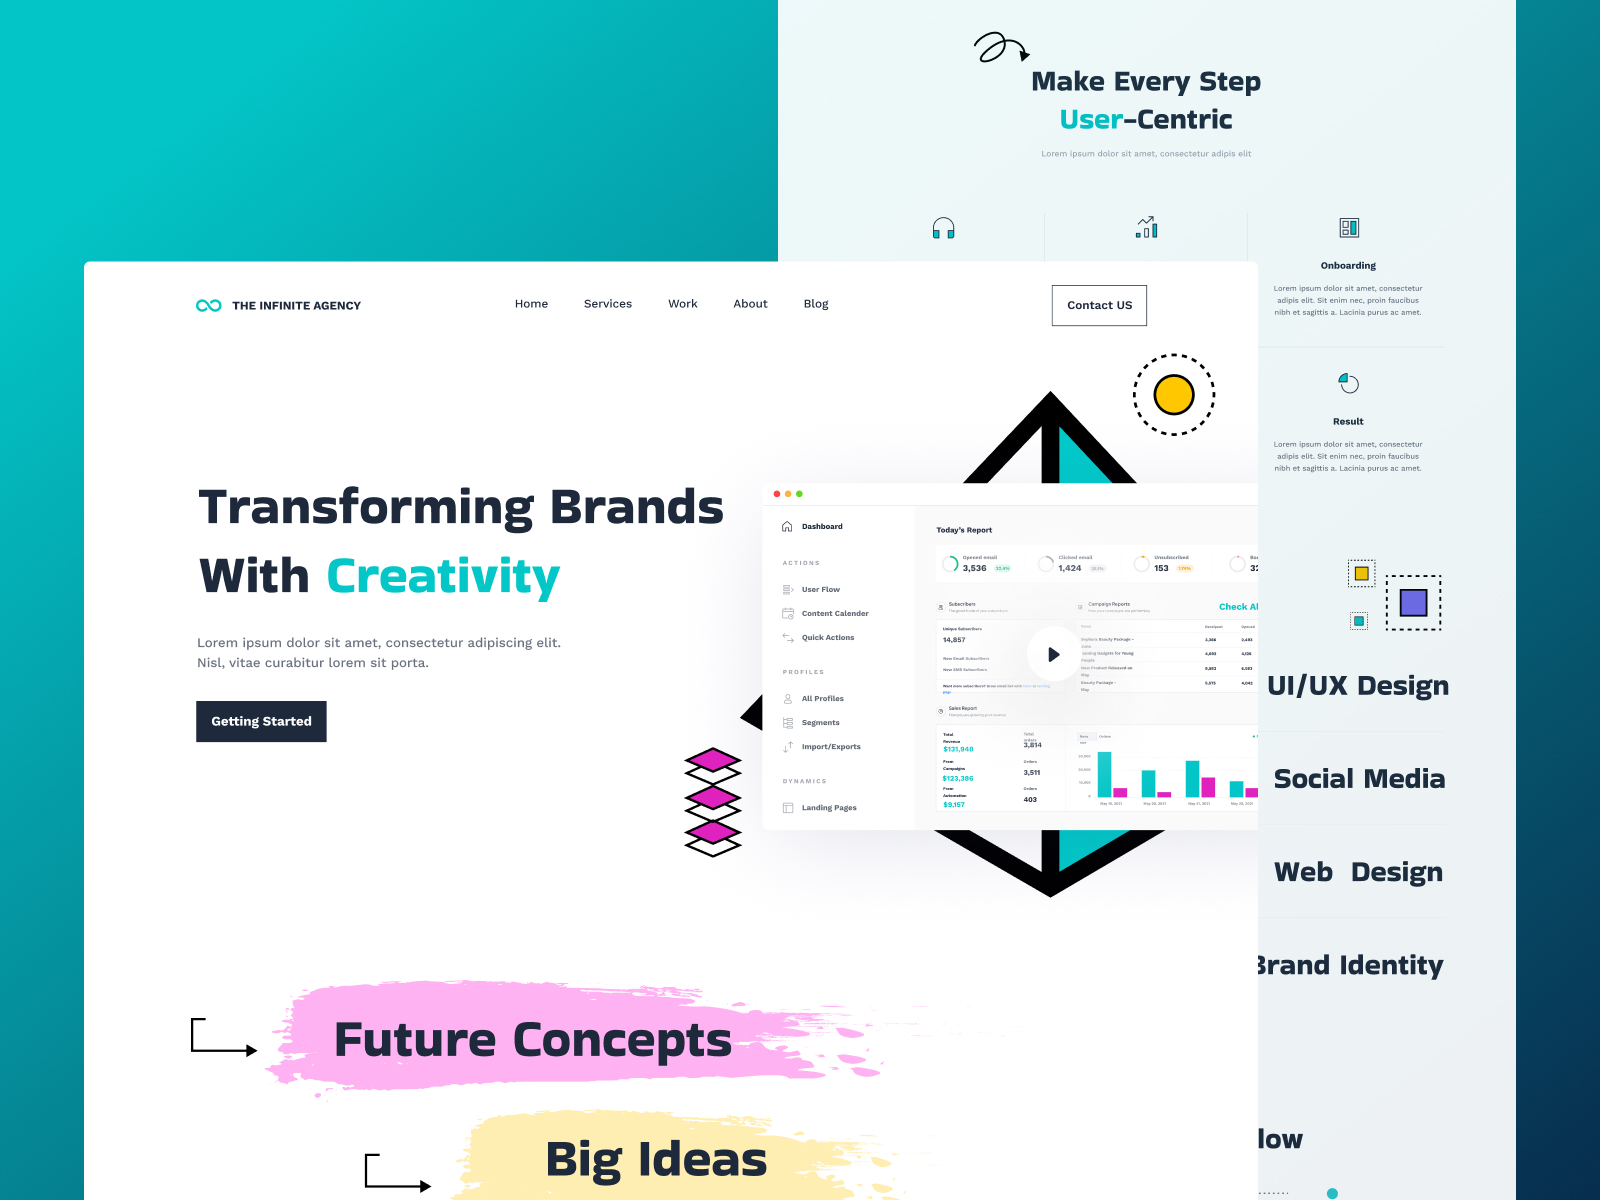 Make Every Step
User-Centric
Lorem ipsum dolor sit amet, consectetur adipis elit
Onboarding
Lorem ipsum dolor sit amet, consectetur
adipis elit. Sit enim nec, proin faucibus
nibh et sagittis a. Lacinia purus ac amet.
Result
Lorem ipsum dolor sit amet, consectetur
adipis elit. Sit enim nec, proin faucibus
nibh et sagittis a. Lacinia purus ac amet.
UI/UX Design
Social Media
Web Design
Brand Identity
low
THE INFINITE AGENCY
Home
Services
Work
About
Blog
Contact US
Transforming Brands
With Creativity
Lorem ipsum dolor sit amet, consectetur adipiscing elit.
Nisl, vitae curabitur lorem sit porta.
Getting Started
Dashboard
ACTIONS
User Flow
Content Calender
Quick Actions
PROFILES
All Profiles
Segments
Import/Exports
DYNAMICS
Landing Pages
Today's Report
Opened email
3,536
Clicked email
1,424
Unsubscribed
153
Subscribers
Unique Subscribers
14,857
New Email Subscribers
New SMS Subscribers
Campaign Reports
Check Al
Sales Report
Total
Revenue
$131,948
Total
orders
3,814
From
Campaigns
$123,386
Orders
3,511
From
Automation
$9,157
Orders
403
Future Concepts
Big Ideas